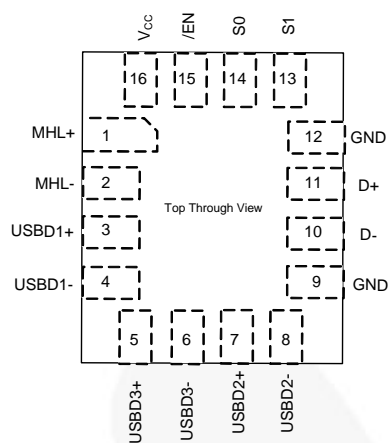 VCC
/EN
S0
S1
16
15
14
13
MHL+
1
12
GND
MHL-
2
11
D+
Top Through View
USBD1+
3
10
D-
USBD1-
4
9
GND
5
6
7
8
USBD3+
USBD3-
USBD2+
USBD2-